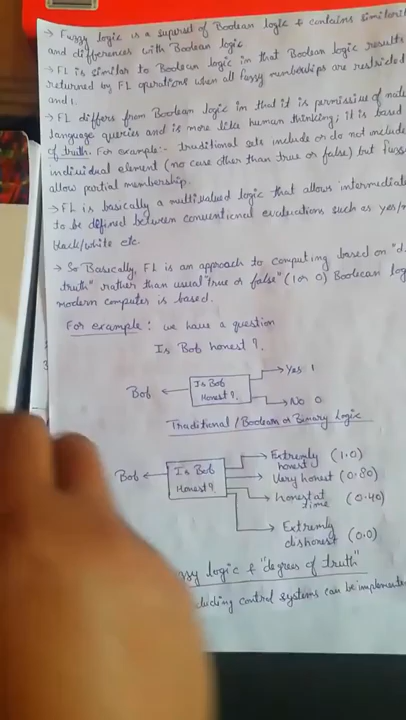 → Fuzzy logic is a superset of Boolean logic & contains
and differences with Boolean logic
→ FL is similar to Boolean logic in that Boolean logic results
returned by FL operations when all fuzzy memberships are restricted
and 1.
→ FL differs from Boolean logic in that it is permissive of
language queries and is more like human thinking; it is based
of truth. For example:- Traditional sets include or do not include
individual element (no case other than true or false) but
allow partial membership.
→ FL is basically a multivalued logic that allows intermediate
to be defined between conventional evaluations such as yes/
black/white etc.
→ So Basically, FL is an approach to computing based on "d
truth" rather than usual "true or false" (1 or 0) Boolean log
modern computer is based.
For example: we have a question
Is Bob honest?.
Bob ← Is Bob Honest? → Yes 1
→ No 0
Traditional/Boolean or Binary Logic
Bob ← Is Bob Honest? → Extremly honest (1.0)
→ Very honest (0.80)
→ honest at time (0.40)
→ Extremly dishonest (0.0)
zzy logic & "degrees of truth"
cluding control systems can be implemente